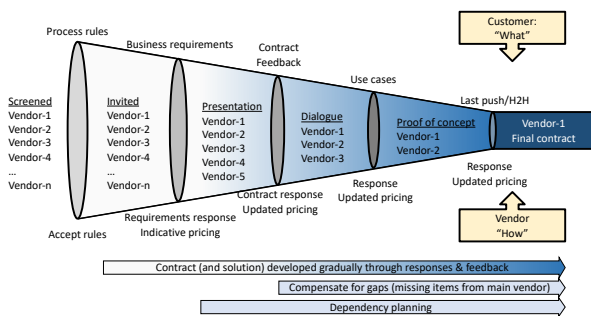 Process rules
Business requirements
Contract
Feedback
Use cases
Last push/H2H
Customer:
"What"
Screened
Vendor-1
Vendor-2
Vendor-3
Vendor-4
...
Vendor-n
Invited
Vendor-1
Vendor-2
Vendor-3
Vendor-4
...
Vendor-n
Presentation
Vendor-1
Vendor-2
Vendor-3
Vendor-4
Vendor-5
Dialogue
Vendor-1
Vendor-2
Vendor-3
Proof of concept
Vendor-1
Vendor-2
Vendor-1
Final contract
Accept rules
Requirements response
Indicative pricing
Contract response
Updated pricing
Response
Updated pricing
Response
Updated pricing
Vendor
"How"
Contract (and solution) developed gradually through responses & feedback
Compensate for gaps (missing items from main vendor)
Dependency planning